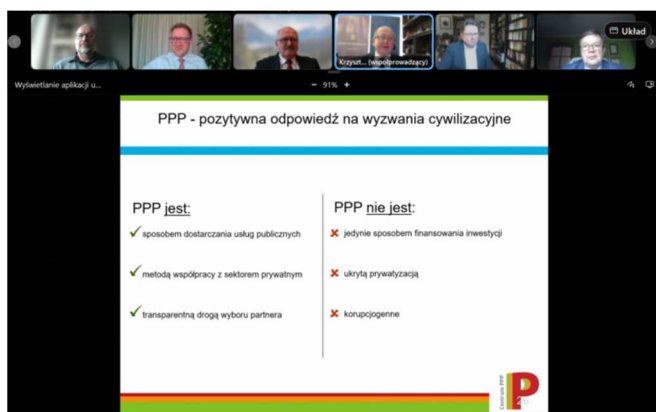 Układ
Krzyszt... (współprowadzący)
Wyświetlanie aplikacji u...
− 91% +
PPP - pozytywna odpowiedź na wyzwania cywilizacyjne
PPP jest:
sposobem dostarczania usług publicznych
metodą współpracy z sektorem prywatnym
transparentną drogą wyboru partnera
PPP nie jest:
jedynie sposobem finansowania inwestycji
ukrytą prywatyzacją
korupcjogenne
Centrum PPP
P